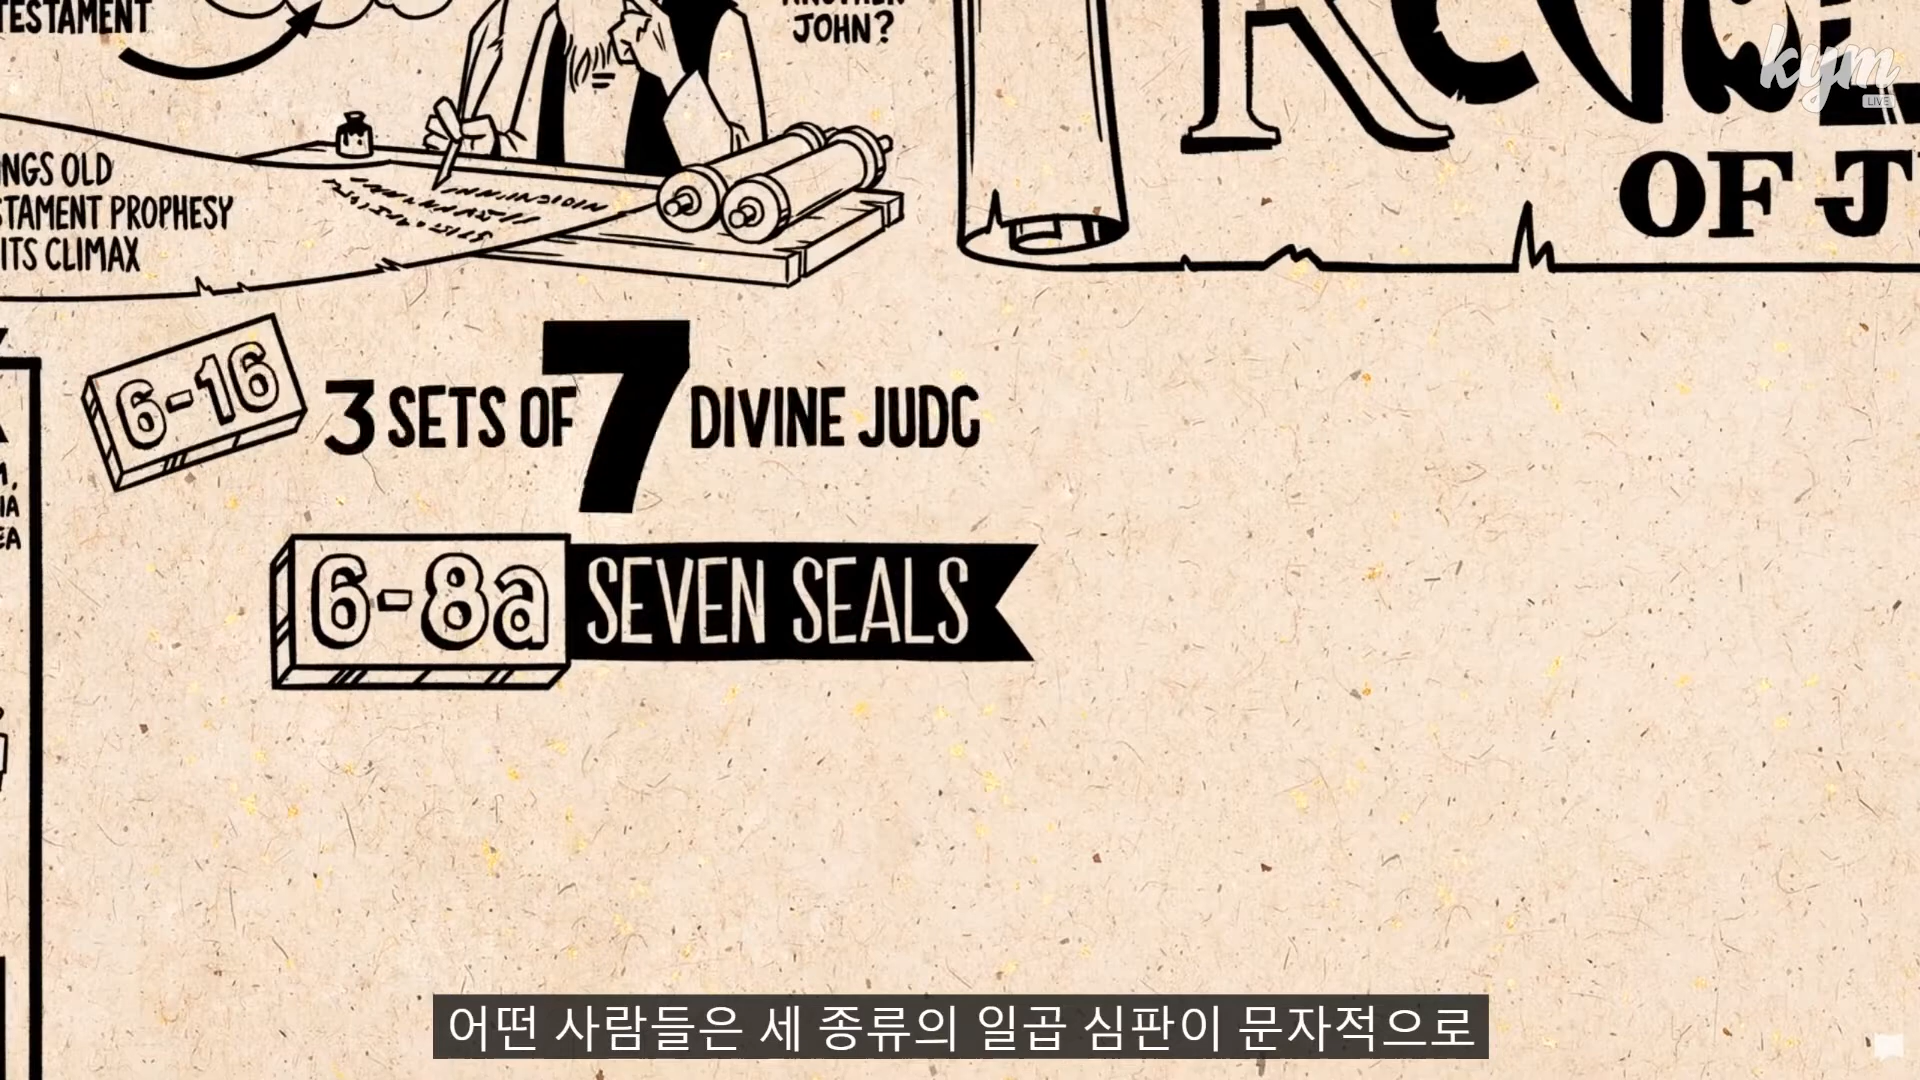 TESTAMENT
JOHN?
kym
LIVE
OF
OLD
PROPHESY
ITS CLIMAX
6-16
3 SETS OF 7 DIVINE JUDG
6-8a SEVEN SEALS
어떤 사람들은 세 종류의 일곱 심판이 문자적으로